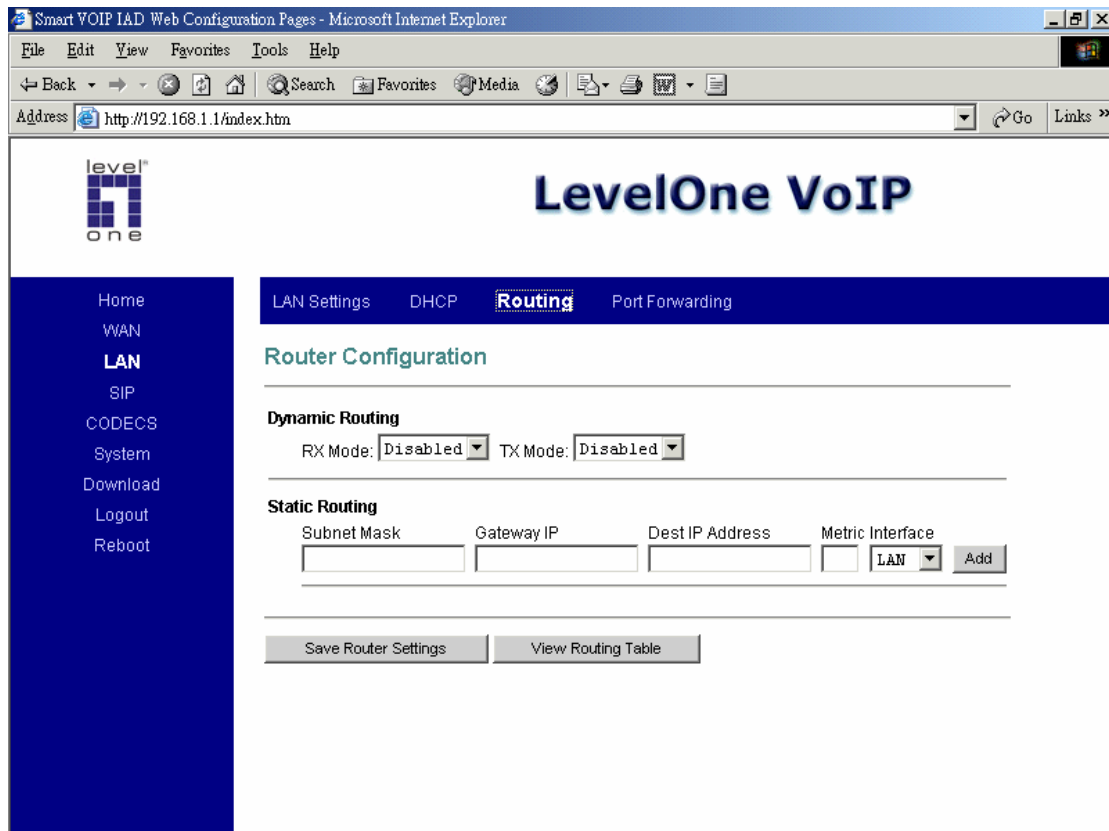 Smart VOIP IAD Web Configuration Pages - Microsoft Internet Explorer
File Edit View Favorites Tools Help
Back Search Favorites Media
Address http://192.168.1.1/index.htm Go Links »
level®
one
LevelOne VoIP
Home
WAN
LAN
SIP
CODECS
System
Download
Logout
Reboot
LAN Settings DHCP Routing Port Forwarding
Router Configuration
Dynamic Routing
RX Mode: Disabled TX Mode: Disabled
Static Routing
Subnet Mask Gateway IP Dest IP Address Metric Interface
LAN Add
Save Router Settings View Routing Table